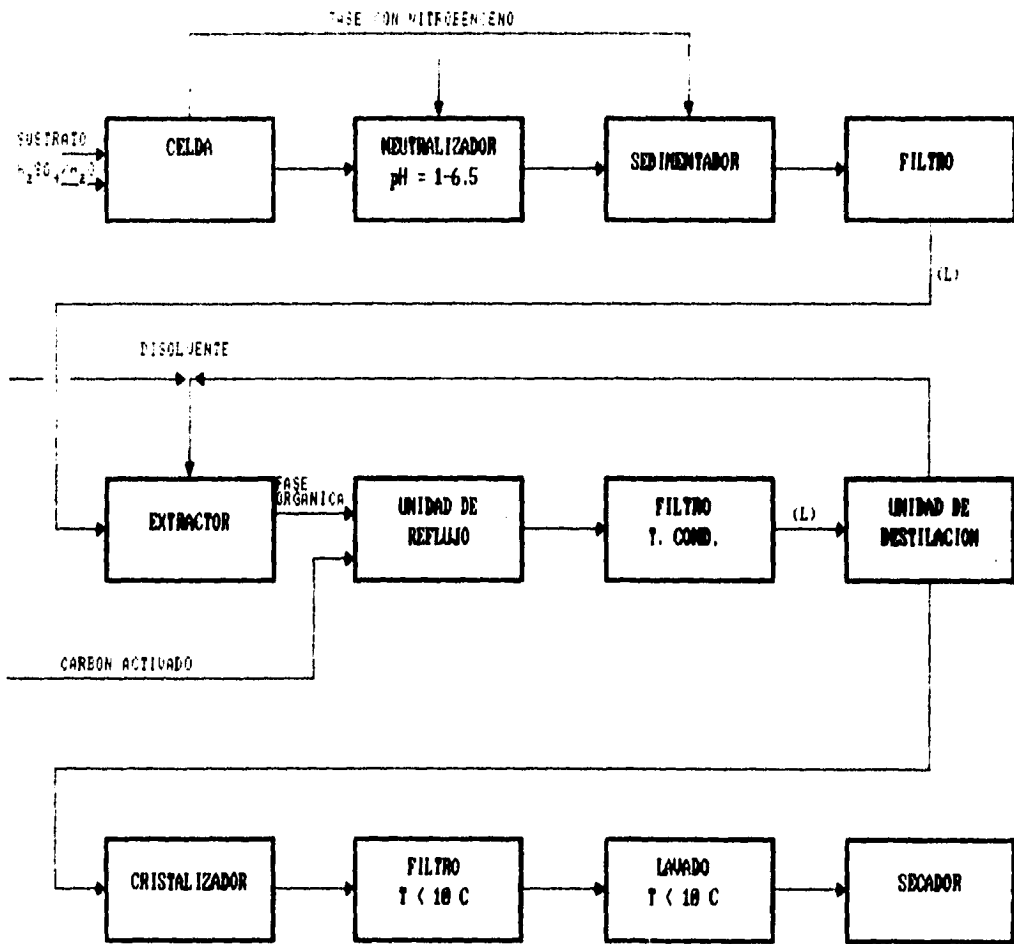 FASE CON NITROBENCENO
SUSTRATO
CELDA
NEUTRALIZADOR
pH = 1-6.5
SEDIMENTADOR
FILTRO
(L)
DISOLVENTE
EXTRACTOR
FASE
ORGANICA
UNIDAD DE
REFLUJO
FILTRO
T. COND.
(L)
UNIDAD DE
DESTILACION
CARBON ACTIVADO
CRISTALIZADOR
FILTRO
T < 10 C
LAVADO
T < 10 C
SECADOR